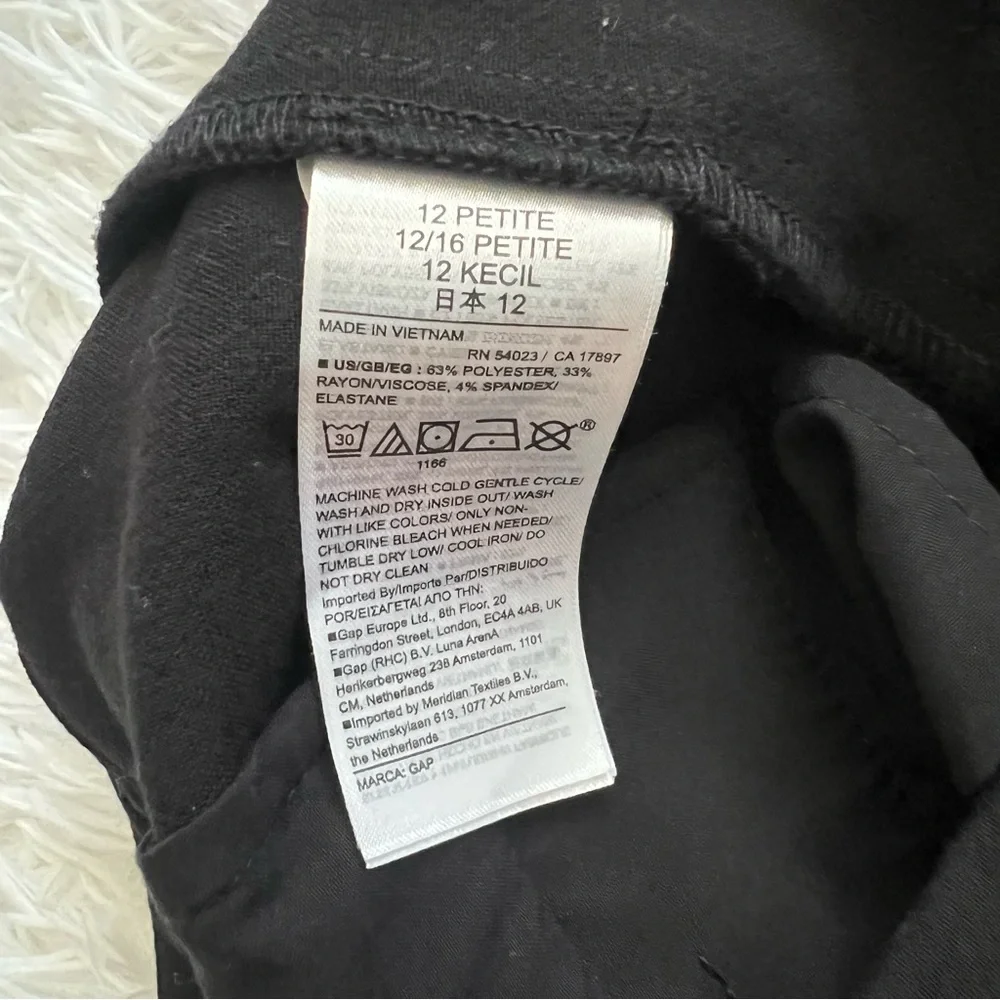 12 PETITE
12/16 PETITE
12 KECIL
日本 12
MADE IN VIETNAM
RN 54023 / CA 17897
■ US/GB/EG : 63% POLYESTER, 33%
RAYON/VISCOSE, 4% SPANDEX/
ELASTANE
30 ®
1166
MACHINE WASH COLD GENTLE CYCLE/
WASH AND DRY INSIDE OUT/ WASH
WITH LIKE COLORS/ ONLY NON-
CHLORINE BLEACH WHEN NEEDED/
TUMBLE DRY LOW/ COOL IRON/ DO
NOT DRY CLEAN
Imported By/Importe Par/DISTRIBUIDO
POR/ΕΙΣΑΓΕΤΑΙ ΑΠΟ ΤΗΝ:
■Gap Europe Ltd., 8th Floor, 20
Farringdon Street, London, EC4A 4AB, UK
■Gap (RHC) B.V. Luna ArenA
Herikerbergweg 238 Amsterdam, 1101
CM, Netherlands
■Imported by Meridian Textiles B.V.,
Strawinskylaan 613, 1077 XX Amsterdam,
the Netherlands
MARCA: GAP